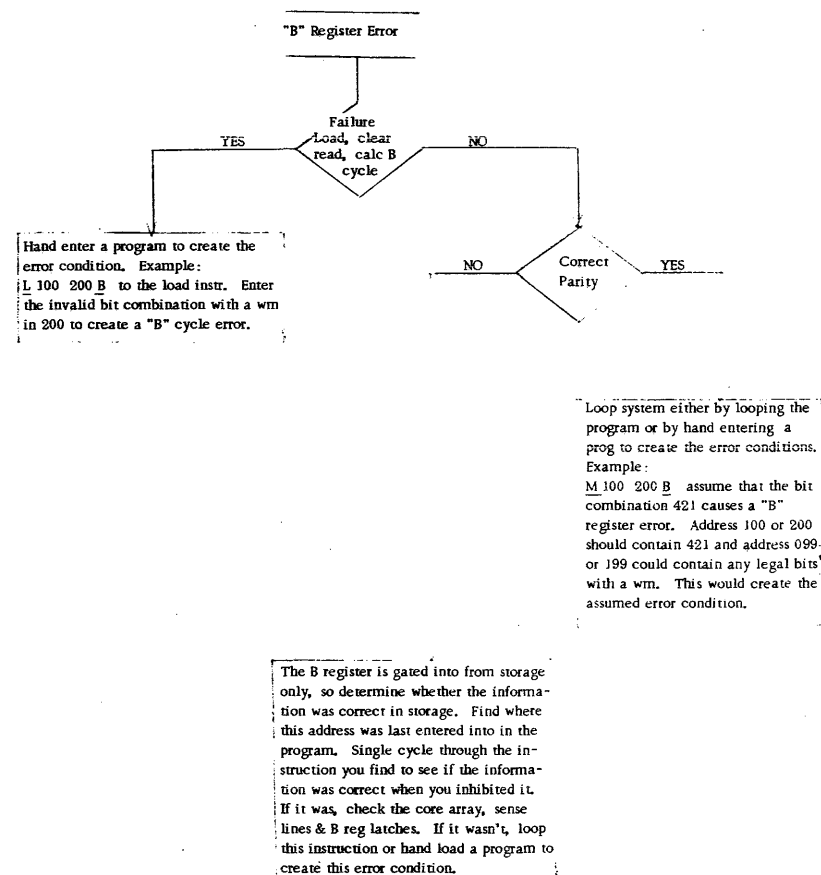 "B" Register Error
Failure
Load, clear
read, calc B
cycle
YES
NO
Hand enter a program to create the
error condition. Example:
L 100 200 B to the load instr. Enter
the invalid bit combination with a wm
in 200 to create a "B" cycle error.
Correct
Parity
NO
YES
Loop system either by looping the
program or by hand entering a
prog to create the error conditions.
Example:
M 100 200 B assume that the bit
combination 421 causes a "B"
register error. Address 100 or 200
should contain 421 and address 099
or 199 could contain any legal bits
with a wm. This would create the
assumed error condition.
The B register is gated into from storage
only, so determine whether the informa-
tion was correct in storage. Find where
this address was last entered into in the
program. Single cycle through the in-
struction you find to see if the informa-
tion was correct when you inhibited it.
If it was, check the core array, sense
lines & B reg latches. If it wasn't, loop
this instruction or hand load a program to
create this error condition.